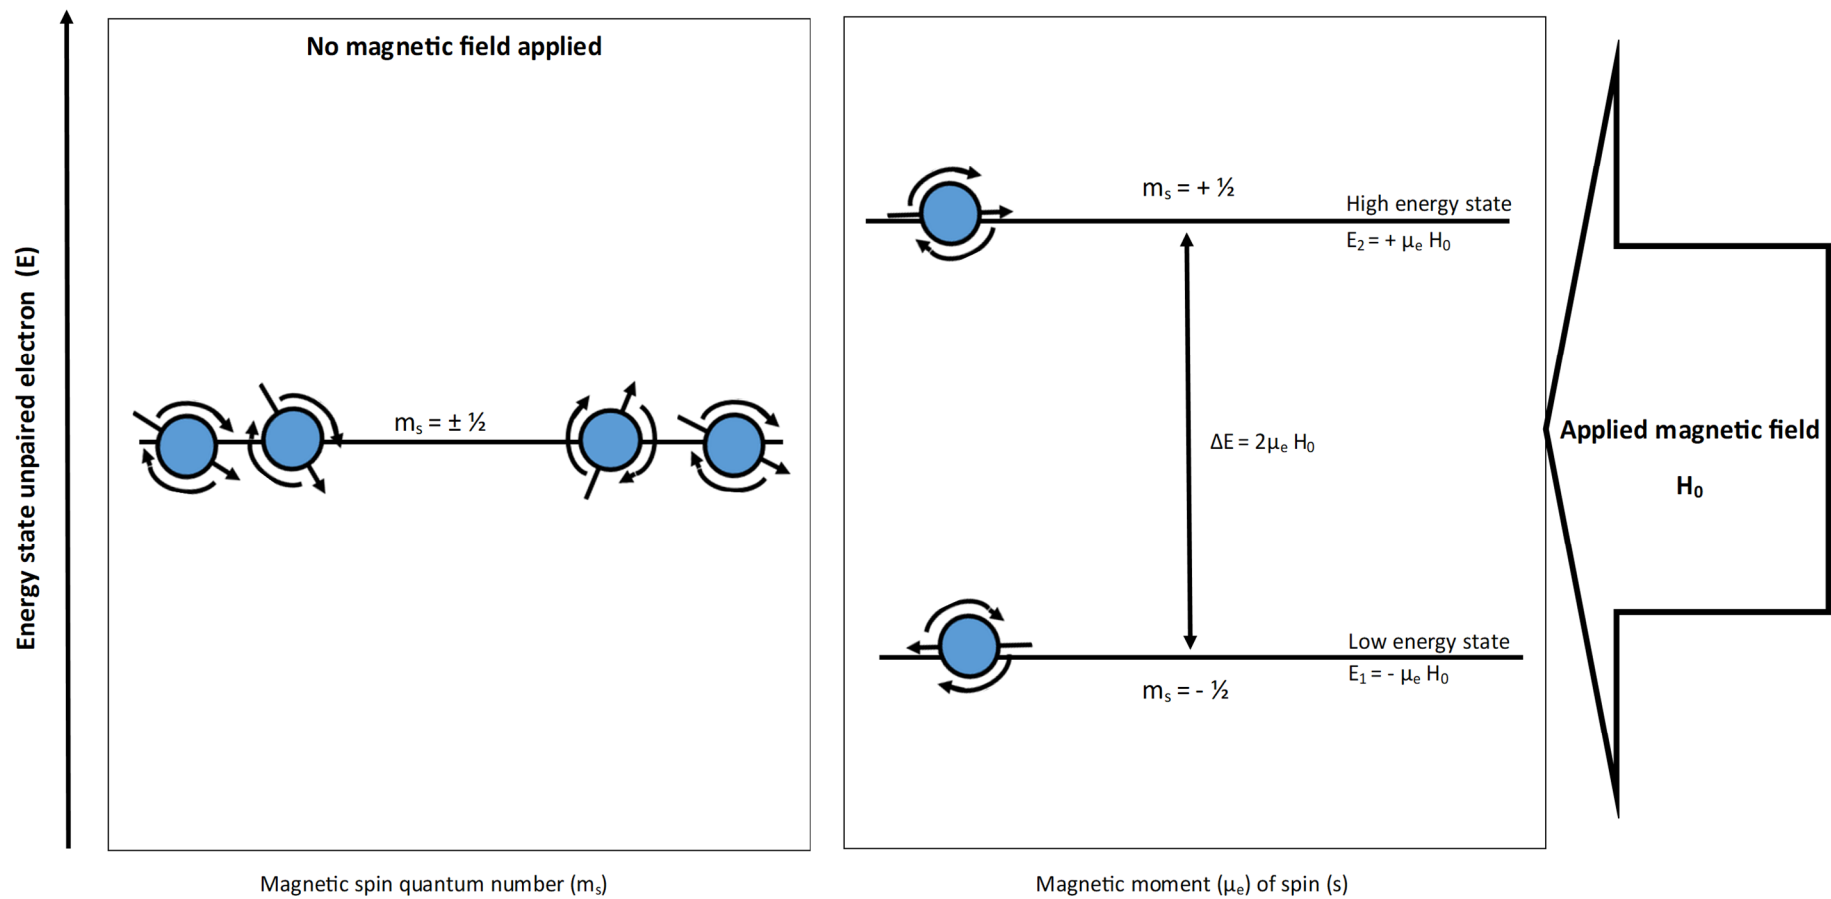 Energy state unpaired electron (E)
No magnetic field applied
mₛ = ± ½
Magnetic spin quantum number (mₛ)
mₛ = + ½
High energy state
E₂ = + μₑ H₀
ΔE = 2μₑ H₀
Low energy state
E₁ = - μₑ H₀
mₛ = - ½
Magnetic moment (μₑ) of spin (s)
Applied magnetic field
H₀